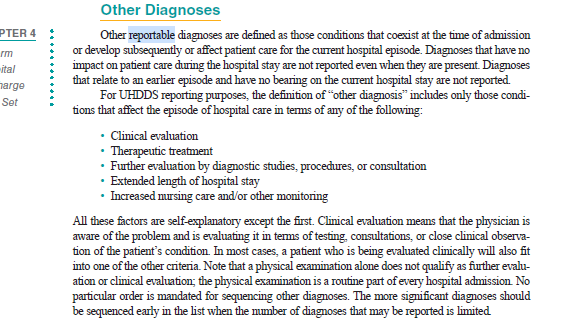 Other Diagnoses
PTER 4
rm
ital
harge
Set
Other reportable diagnoses are defined as those conditions that coexist at the time of admission
or develop subsequently or affect patient care for the current hospital episode. Diagnoses that have no
impact on patient care during the hospital stay are not reported even when they are present. Diagnoses
that relate to an earlier episode and have no bearing on the current hospital stay are not reported.
For UHDDS reporting purposes, the definition of “other diagnosis” includes only those condi-
tions that affect the episode of hospital care in terms of any of the following:
• Clinical evaluation
• Therapeutic treatment
• Further evaluation by diagnostic studies, procedures, or consultation
• Extended length of hospital stay
• Increased nursing care and/or other monitoring
All these factors are self-explanatory except the first. Clinical evaluation means that the physician is
aware of the problem and is evaluating it in terms of testing, consultations, or close clinical observa-
tion of the patient’s condition. In most cases, a patient who is being evaluated clinically will also fit
into one of the other criteria. Note that a physical examination alone does not qualify as further evalu-
ation or clinical evaluation; the physical examination is a routine part of every hospital admission. No
particular order is mandated for sequencing other diagnoses. The more significant diagnoses should
be sequenced early in the list when the number of diagnoses that may be reported is limited.